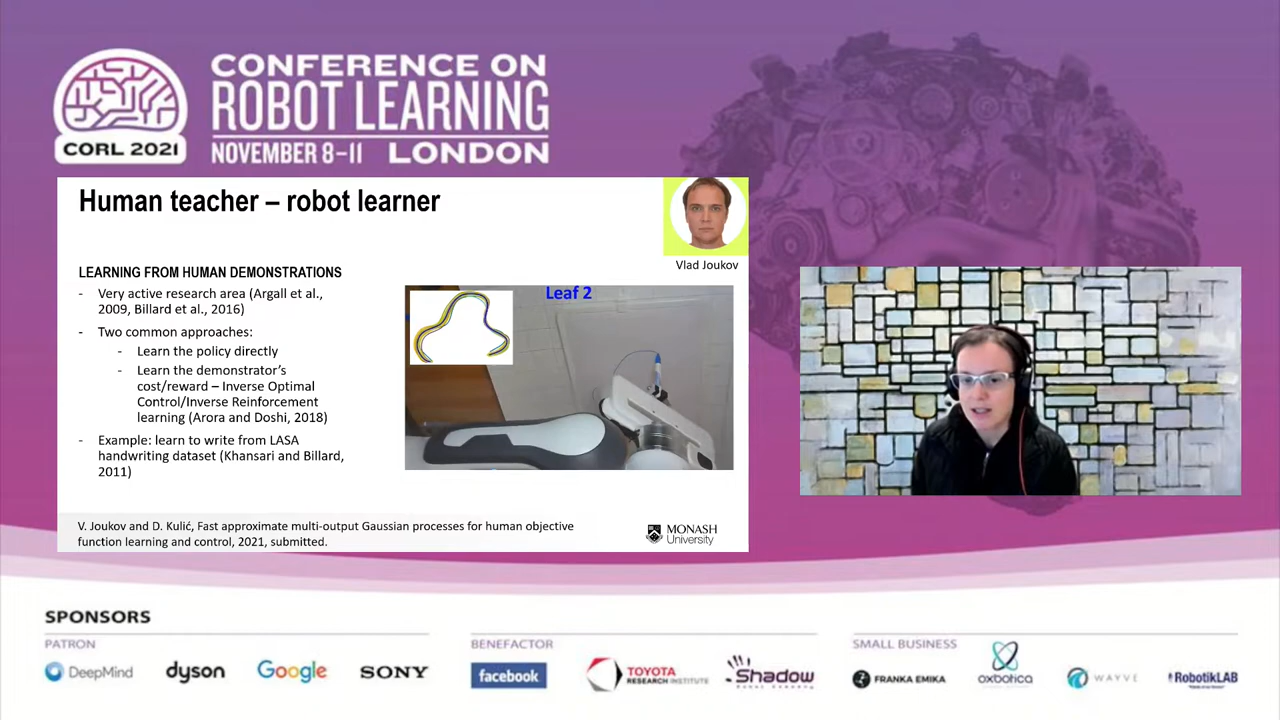 CONFERENCE ON
ROBOT LEARNING
NOVEMBER 8–11 LONDON
CORL 2021
Human teacher – robot learner
Vlad Joukov
LEARNING FROM HUMAN DEMONSTRATIONS
- Very active research area (Argall et al.,
2009, Billard et al., 2016)
- Two common approaches:
- Learn the policy directly
- Learn the demonstrator's
cost/reward – Inverse Optimal
Control/Inverse Reinforcement
learning (Arora and Doshi, 2018)
- Example: learn to write from LASA
handwriting dataset (Khansari and Billard,
2011)
Leaf 2
V. Joukov and D. Kulić, Fast approximate multi-output Gaussian processes for human objective
function learning and control, 2021, submitted.
MONASH
University
SPONSORS
PATRON
DeepMind
dyson
Google
SONY
BENEFACTOR
facebook
TOYOTA
RESEARCH INSTITUTE
Shadow
SMALL BUSINESS
FRANKA EMIKA
oxbotica
WAYVE
RobotikLAB